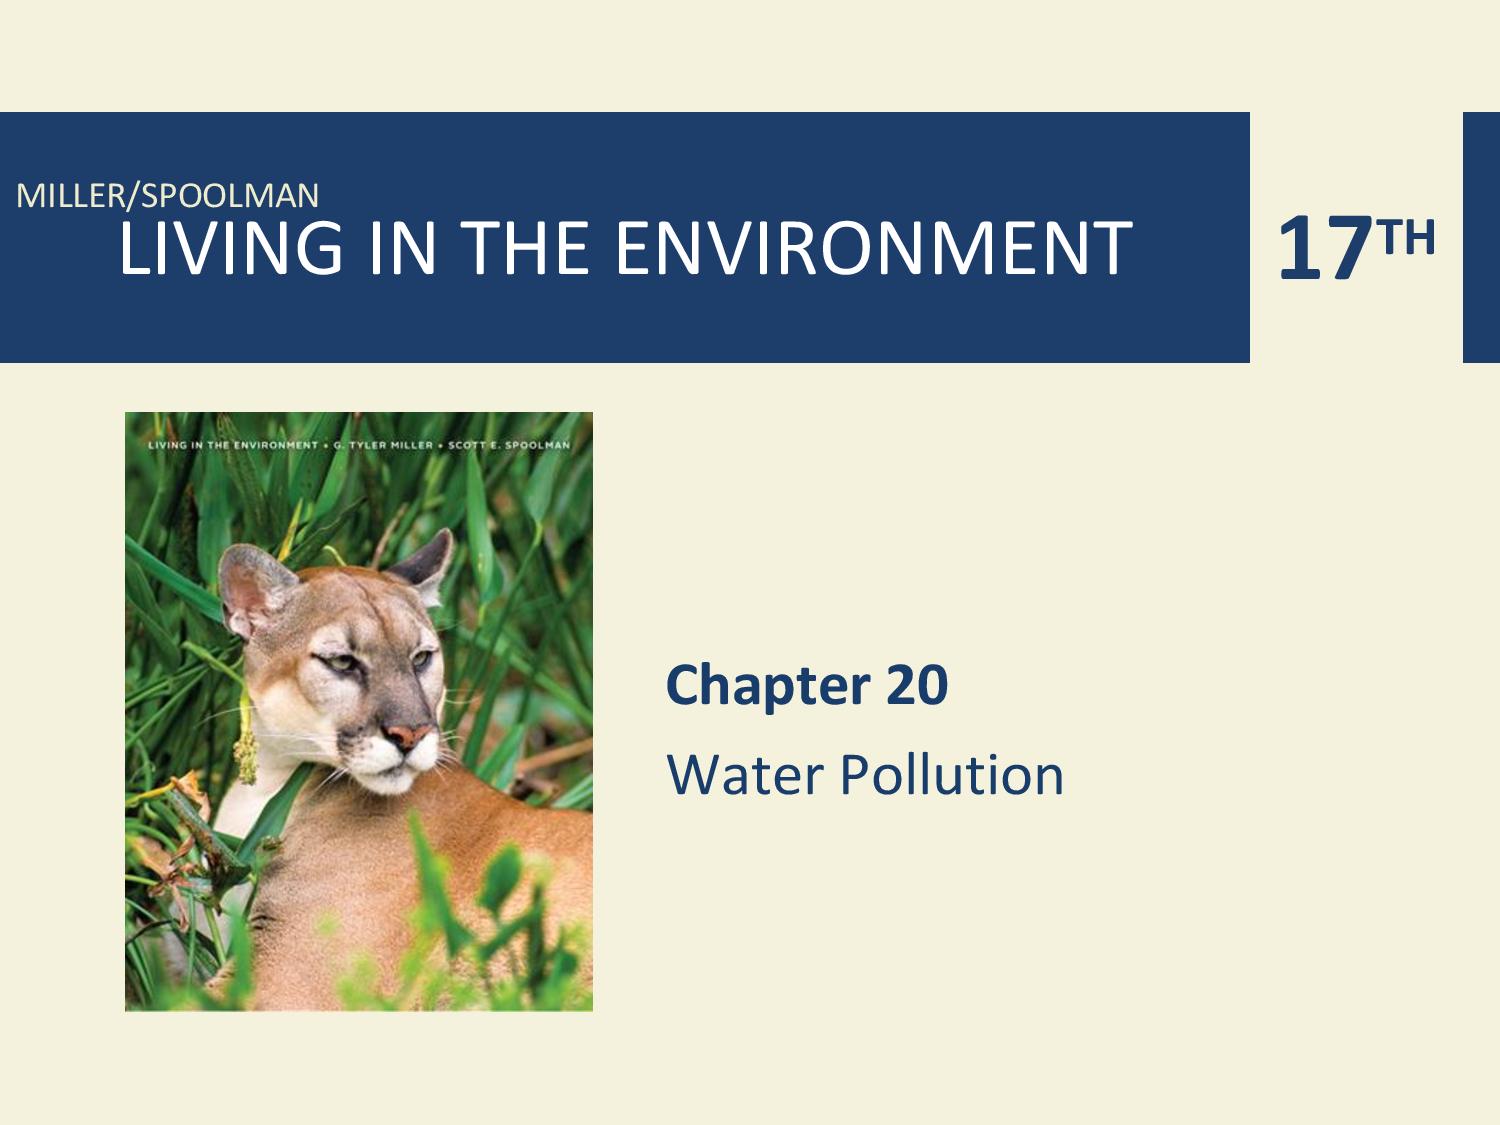 MILLER/SPOOLMAN
LIVING IN THE ENVIRONMENT
17TH
LIVING IN THE ENVIRONMENT • G. TYLER MILLER • SCOTT E. SPOOLMAN
Chapter 20
Water Pollution